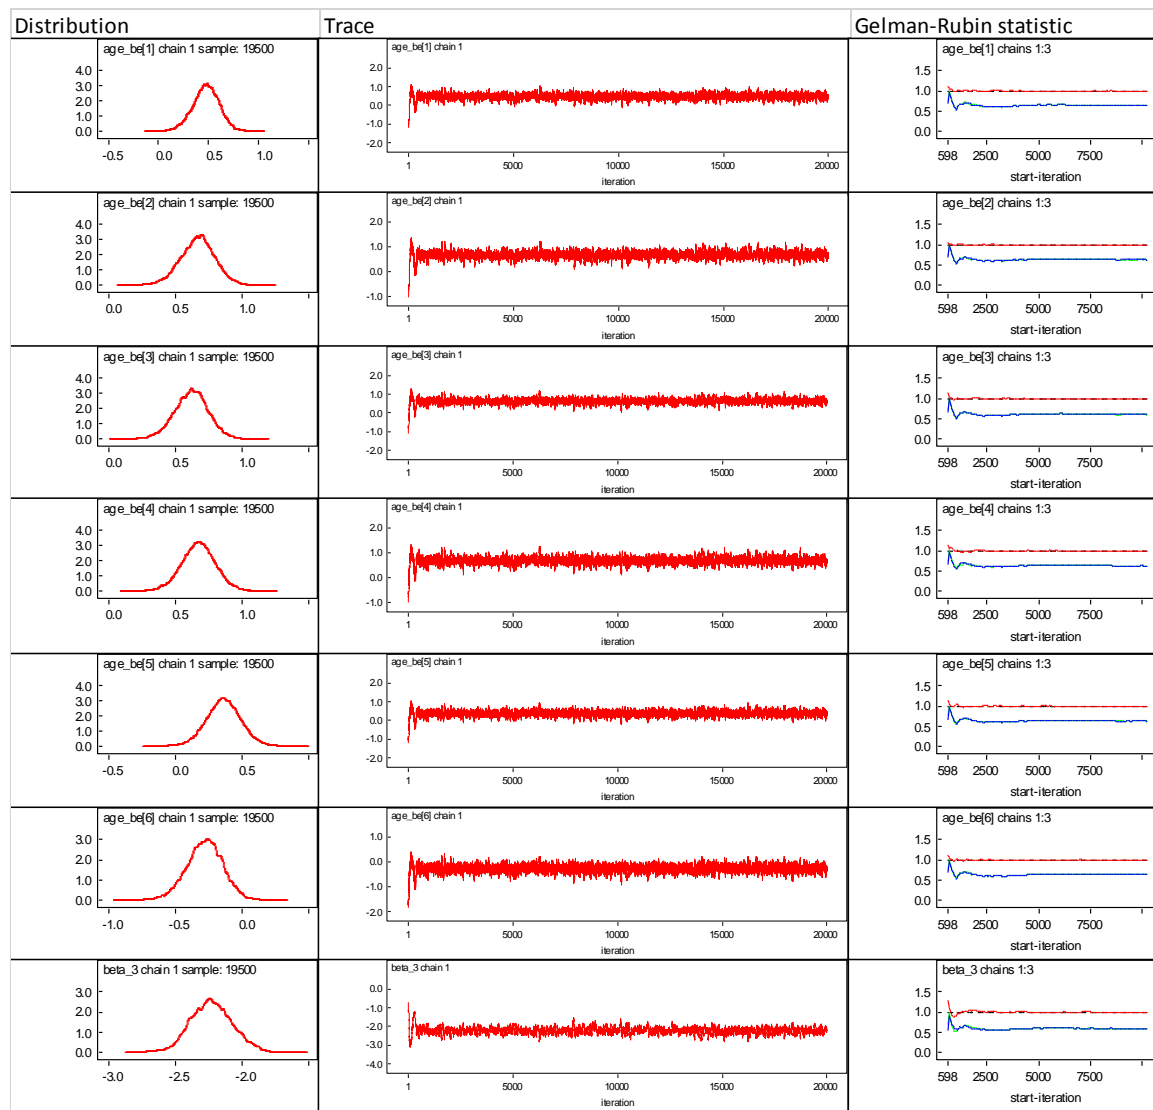 Distribution Trace Gelman-Rubin statistic
age_be[1] chain 1 sample: 19500
4.0
3.0
2.0
1.0
0.0
-0.5 0.0 0.5 1.0
age_be[1] chain 1
2.0
1.0
0.0
-1.0
-2.0
1 5000 10000 15000 20000
iteration
age_be[1] chains 1:3
1.5
1.0
0.5
0.0
598 2500 5000 7500
start-iteration
age_be[2] chain 1 sample: 19500
4.0
3.0
2.0
1.0
0.0
0.0 0.5 1.0
age_be[2] chain 1
2.0
1.0
0.0
-1.0
1 5000 10000 15000 20000
iteration
age_be[2] chains 1:3
1.5
1.0
0.5
0.0
598 2500 5000 7500
start-iteration
age_be[3] chain 1 sample: 19500
4.0
3.0
2.0
1.0
0.0
0.0 0.5 1.0
age_be[3] chain 1
2.0
1.0
0.0
-1.0
-2.0
1 5000 10000 15000 20000
iteration
age_be[3] chains 1:3
1.5
1.0
0.5
0.0
598 2500 5000 7500
start-iteration
age_be[4] chain 1 sample: 19500
4.0
3.0
2.0
1.0
0.0
0.0 0.5 1.0
age_be[4] chain 1
2.0
1.0
0.0
-1.0
1 5000 10000 15000 20000
iteration
age_be[4] chains 1:3
1.5
1.0
0.5
0.0
598 2500 5000 7500
start-iteration
age_be[5] chain 1 sample: 19500
4.0
3.0
2.0
1.0
0.0
-0.5 0.0 0.5
age_be[5] chain 1
2.0
1.0
0.0
-1.0
-2.0
1 5000 10000 15000 20000
iteration
age_be[5] chains 1:3
1.5
1.0
0.5
0.0
598 2500 5000 7500
start-iteration
age_be[6] chain 1 sample: 19500
3.0
2.0
1.0
0.0
-1.0 -0.5 0.0
age_be[6] chain 1
1.0
0.0
-1.0
-2.0
1 5000 10000 15000 20000
iteration
age_be[6] chains 1:3
1.5
1.0
0.5
0.0
598 2500 5000 7500
start-iteration
beta_3 chain 1 sample: 19500
3.0
2.0
1.0
0.0
-3.0 -2.5 -2.0
beta_3 chain 1
0.0
-1.0
-2.0
-3.0
-4.0
1 5000 10000 15000 20000
iteration
beta_3 chains 1:3
1.5
1.0
0.5
0.0
598 2500 5000 7500
start-iteration